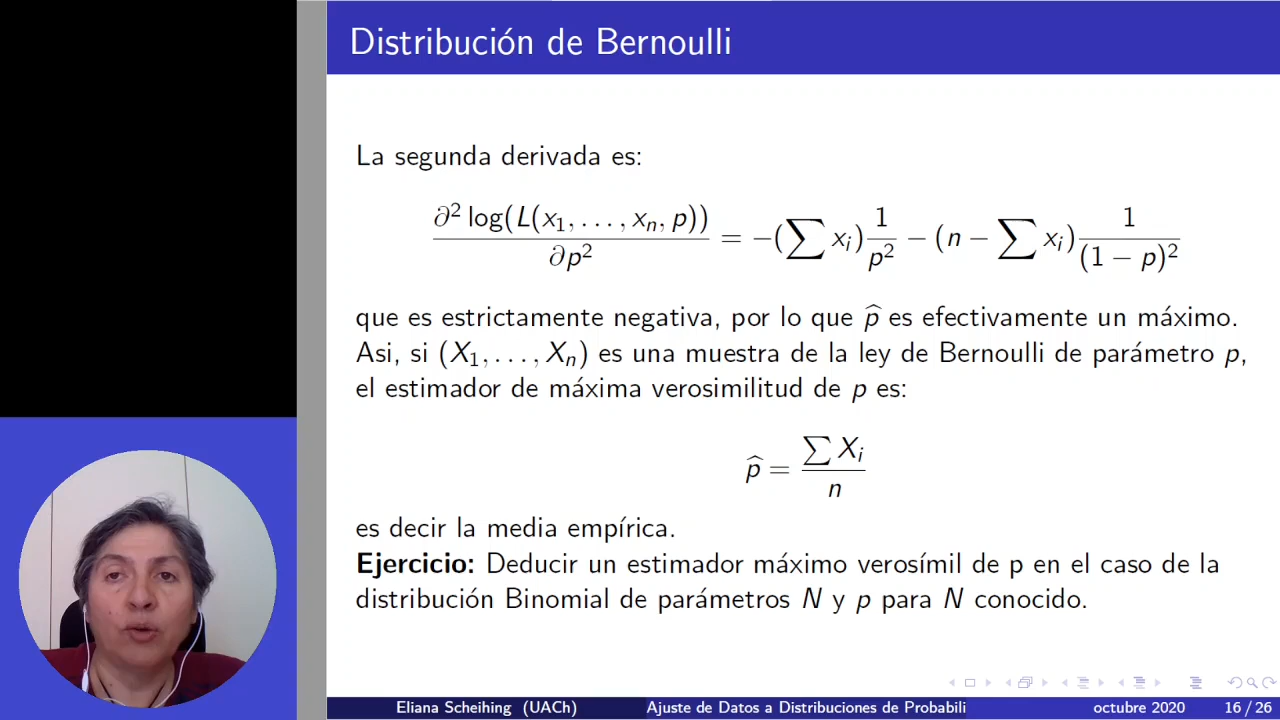 Distribución de Bernoulli
La segunda derivada es:
∂² log(L(x₁, . . . , xₙ, p)) / ∂p² = −(∑ xᵢ) 1/p² − (n − ∑ xᵢ) 1/(1 − p)²
que es estrictamente negativa, por lo que p̂ es efectivamente un máximo.
Asi, si (X₁, . . . , Xₙ) es una muestra de la ley de Bernoulli de parámetro p,
el estimador de máxima verosimilitud de p es:
p̂ = ∑ Xᵢ / n
es decir la media empírica.
Ejercicio: Deducir un estimador máximo verosímil de p en el caso de la
distribución Binomial de parámetros N y p para N conocido.
Eliana Scheihing (UACh) Ajuste de Datos a Distribuciones de Probabili octubre 2020 16 / 26